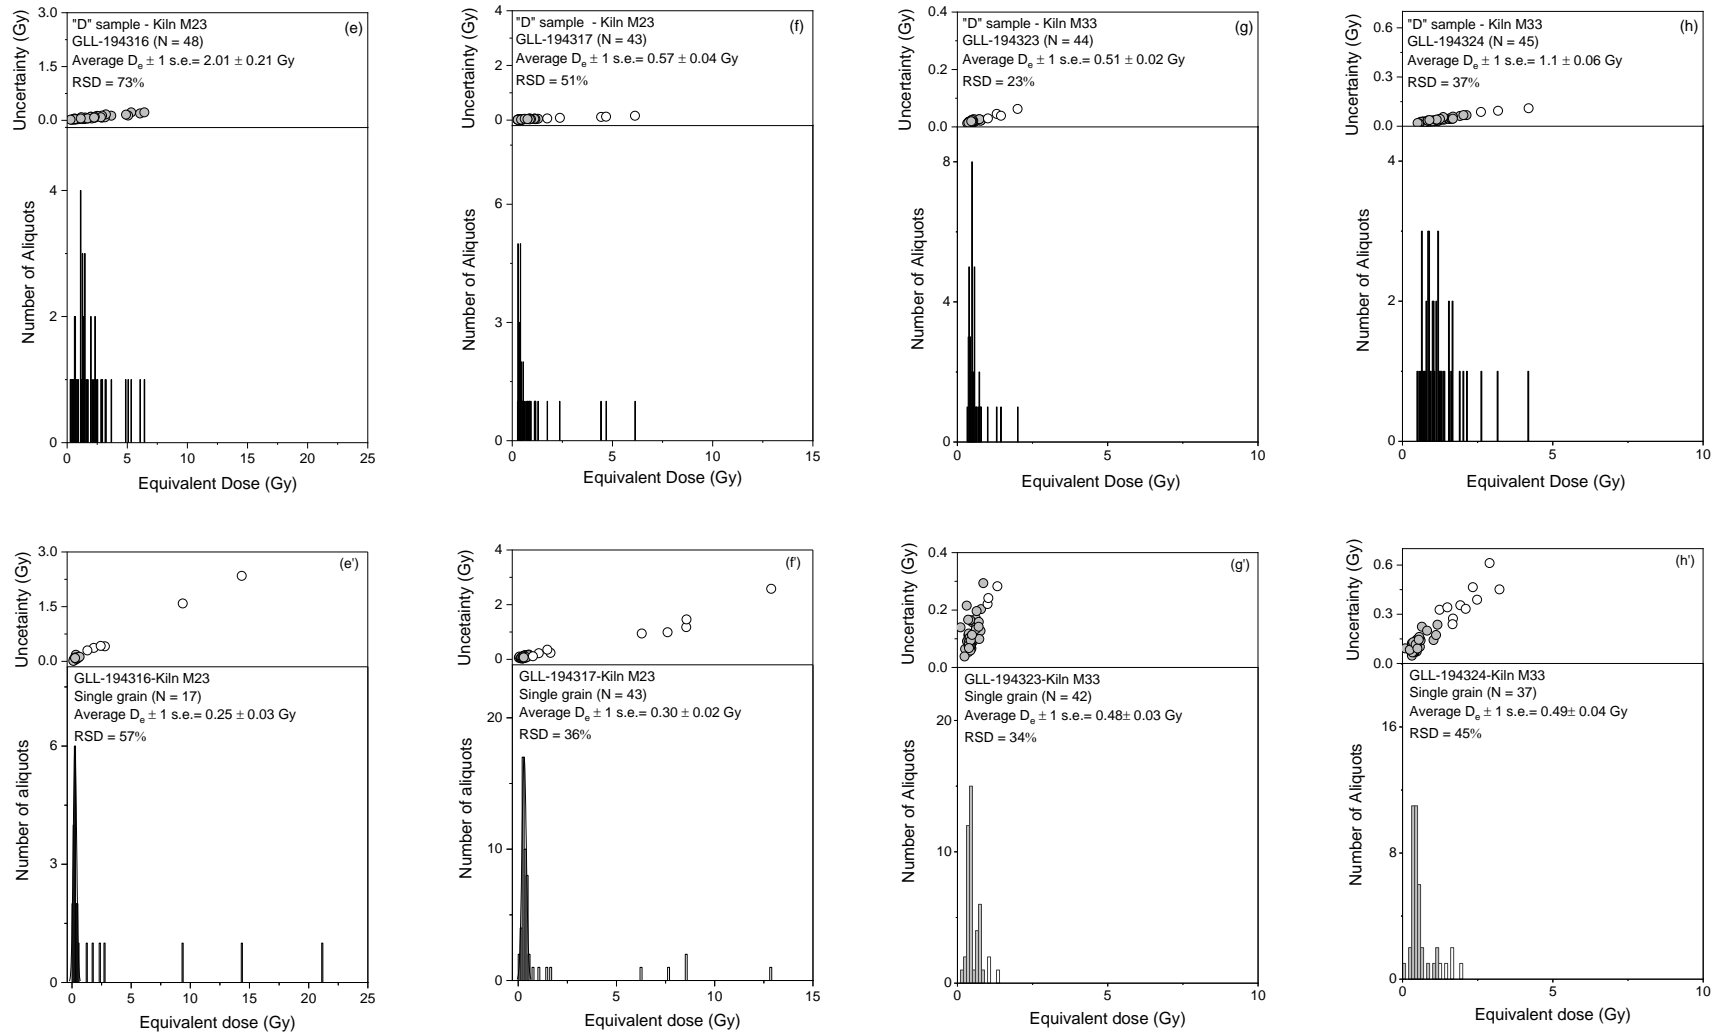 (e)
"D" sample - Kiln M23
GLL-194316 (N = 48)
Average De ± 1 s.e.= 2.01 ± 0.21 Gy
RSD = 73%
Uncertainty (Gy)
3.0
1.5
0.0
Number of Aliquots
4
2
0
0 5 10 15 20 25
Equivalent Dose (Gy)
(f)
"D" sample - Kiln M23
GLL-194317 (N = 43)
Average De ± 1 s.e.= 0.57 ± 0.04 Gy
RSD = 51%
Uncertainty (Gy)
4
2
0
Number of Aliquots
6
3
0
0 5 10 15
Equivalent Dose (Gy)
(g)
"D" sample - Kiln M33
GLL-194323 (N = 44)
Average De ± 1 s.e.= 0.51 ± 0.02 Gy
RSD = 23%
Uncertainty (Gy)
0.4
0.2
0.0
Number of Aliquots
8
4
0
0 5 10
Equivalent Dose (Gy)
(h)
"D" sample - Kiln M33
GLL-194324 (N = 45)
Average De ± 1 s.e.= 1.1 ± 0.06 Gy
RSD = 37%
Uncertainty (Gy)
0.6
0.3
0.0
Number of Aliquots
4
2
0
0 5 10
Equivalent Dose (Gy)
(e')
Uncetainty (Gy)
3.0
1.5
0.0
GLL-194316-Kiln M23
Single grain (N = 17)
Average De ± 1 s.e.= 0.25 ± 0.03 Gy
RSD = 57%
Number of aliquots
6
3
0
0 5 10 15 20 25
Equivalent dose (Gy)
(f')
Uncertainty (Gy)
4
2
0
GLL-194317-Kiln M23
Single grain (N = 43)
Average De ± 1 s.e.= 0.30 ± 0.02 Gy
RSD = 36%
Number of aliquots
20
10
0
0 5 10 15
Equivalent dose (Gy)
(g')
Uncertainty (Gy)
0.4
0.2
0.0
GLL-194323-Kiln M33
Single grain (N = 42)
Average De ± 1 s.e.= 0.48± 0.03 Gy
RSD = 34%
Number of Aliquots
20
10
0
0 5 10
Equivalent dose (Gy)
(h')
Uncertainty (Gy)
0.6
0.3
0.0
GLL-194324-Kiln M33
Single grain (N = 37)
Average De ± 1 s.e.= 0.49± 0.04 Gy
RSD = 45%
Number of Aliquots
16
8
0
0 5 10
Equivalent dose (Gy)